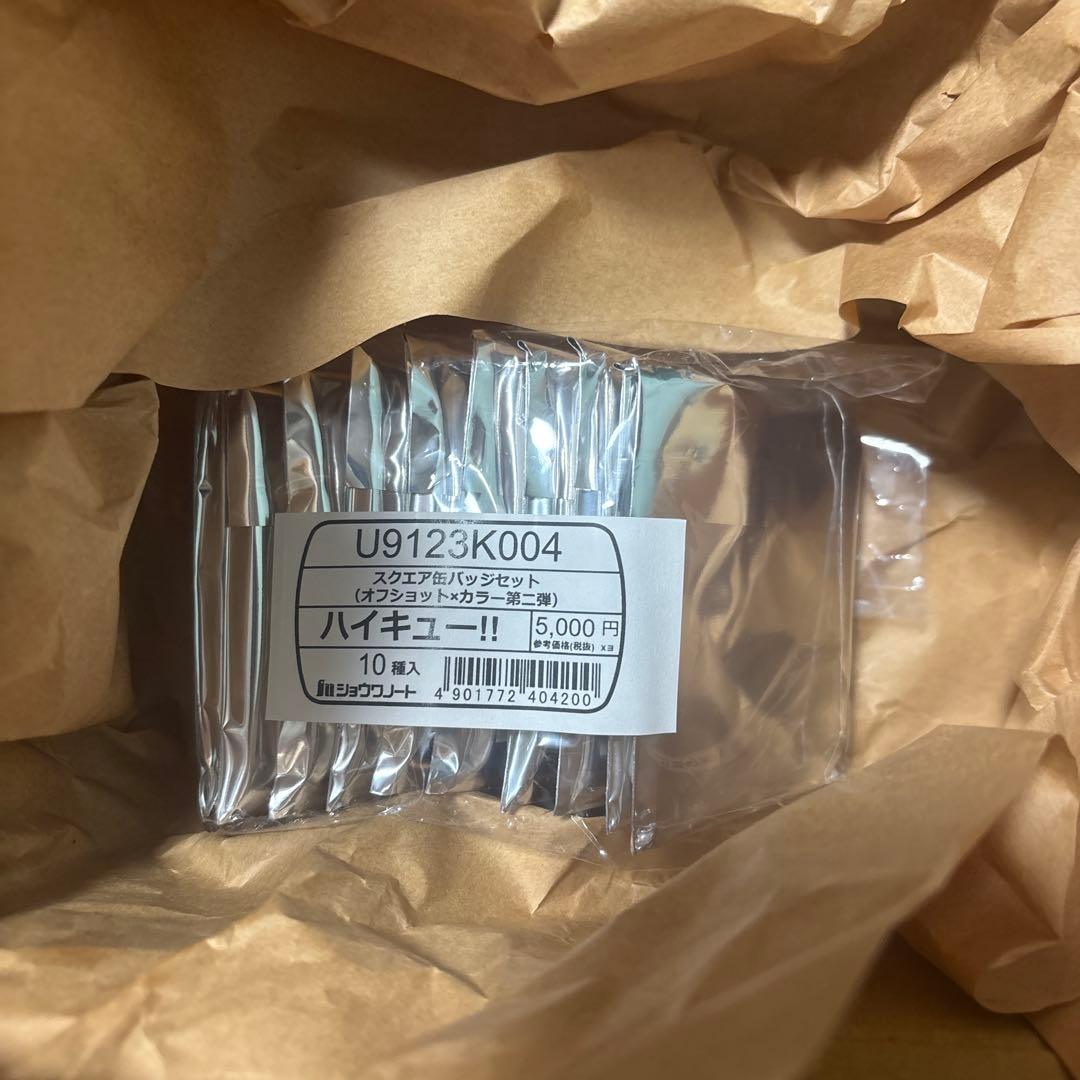 U9123K004
スクエア缶バッジセット
(オフショット×カラー第二弾)
ハイキュー!!
5,000 円
参考価格(税抜) xヨ
10 種入
ショウワノート
4 901772 404200